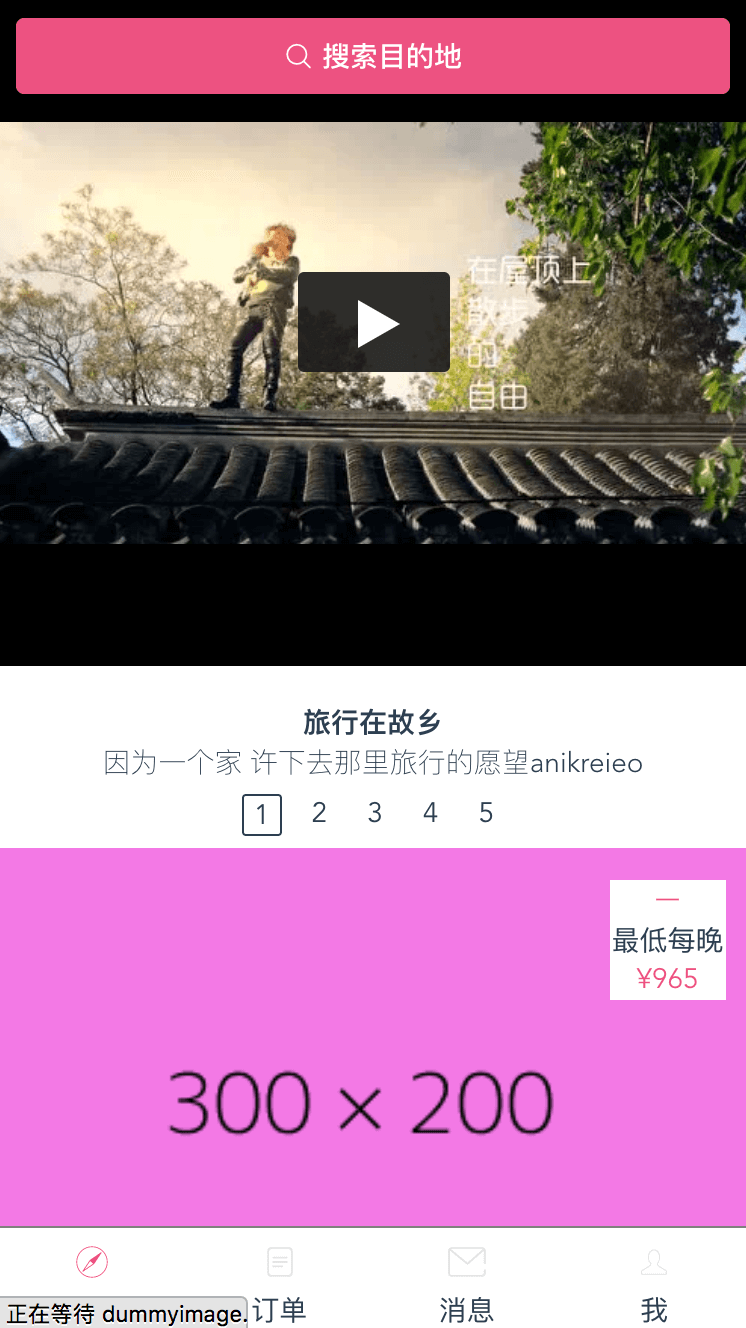 搜索目的地
在屋顶上
散步
的
自由
旅行在故乡
因为一个家 许下去那里旅行的愿望anikreieo
1 2 3 4 5
最低每晚
¥965
300 × 200
正在等待 dummyimage.
订单 消息 我